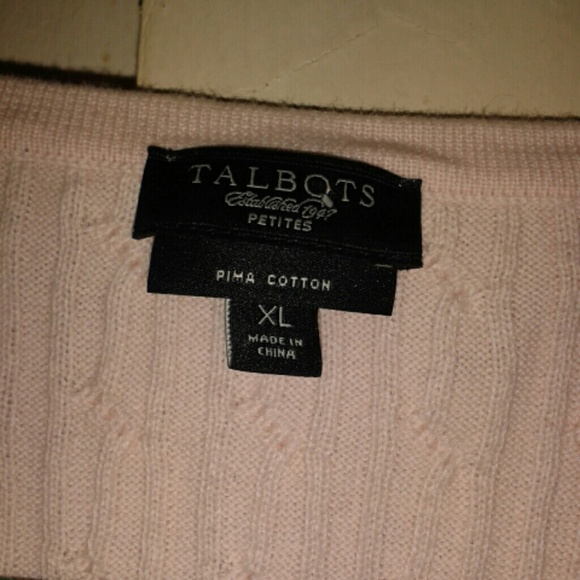 TALBOTS
Established 1947
PETITES
PIMA COTTON
XL
MADE IN
CHINA